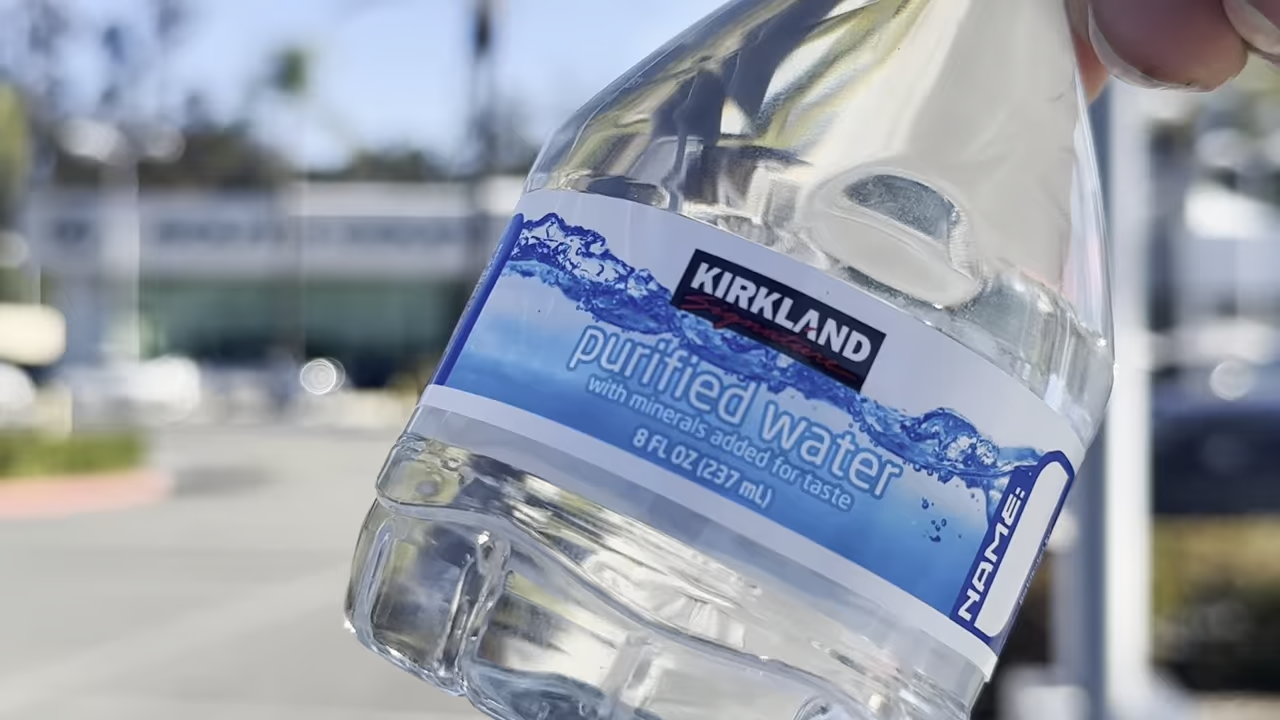 KIRKLAND
Signature
purified water
with minerals added for taste
8 FL OZ (237 mL)
NAME: